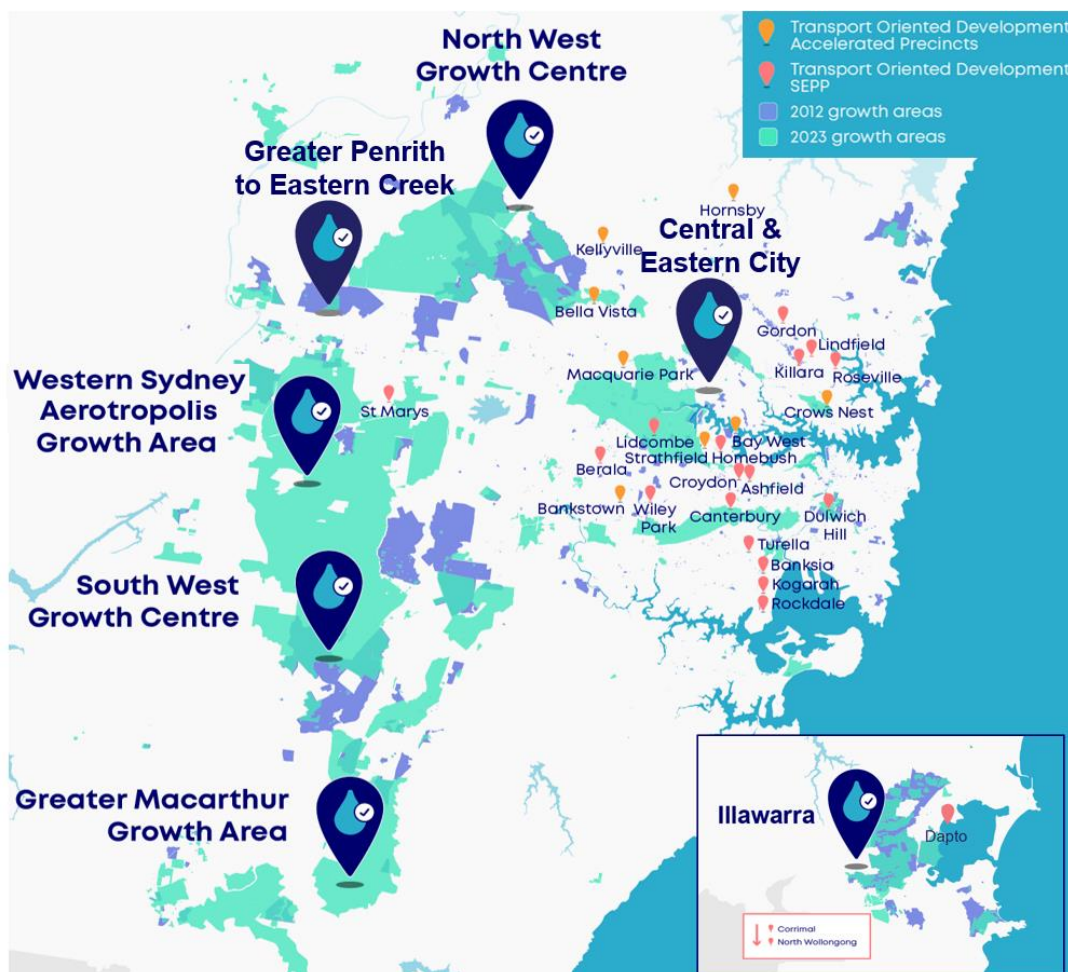 North West
Growth Centre
Transport Oriented Development
Accelerated Precincts
Transport Oriented Development
SEPP
2012 growth areas
2023 growth areas
Greater Penrith
to Eastern Creek
Hornsby
Kellyville
Central &
Eastern City
Bella Vista
Gordon
Lindfield
Killara
Roseville
Macquarie Park
Crows Nest
Western Sydney
Aerotropolis
Growth Area
St Marys
Lidcombe
Bay West
Strathfield
Homebush
Berala
Croydon
Ashfield
Bankstown
Wiley
Park
Canterbury
Dulwich
Hill
Turella
Banksia
Kogarah
Rockdale
South West
Growth Centre
Greater Macarthur
Growth Area
Illawarra
Dapto
Corrimal
North Wollongong